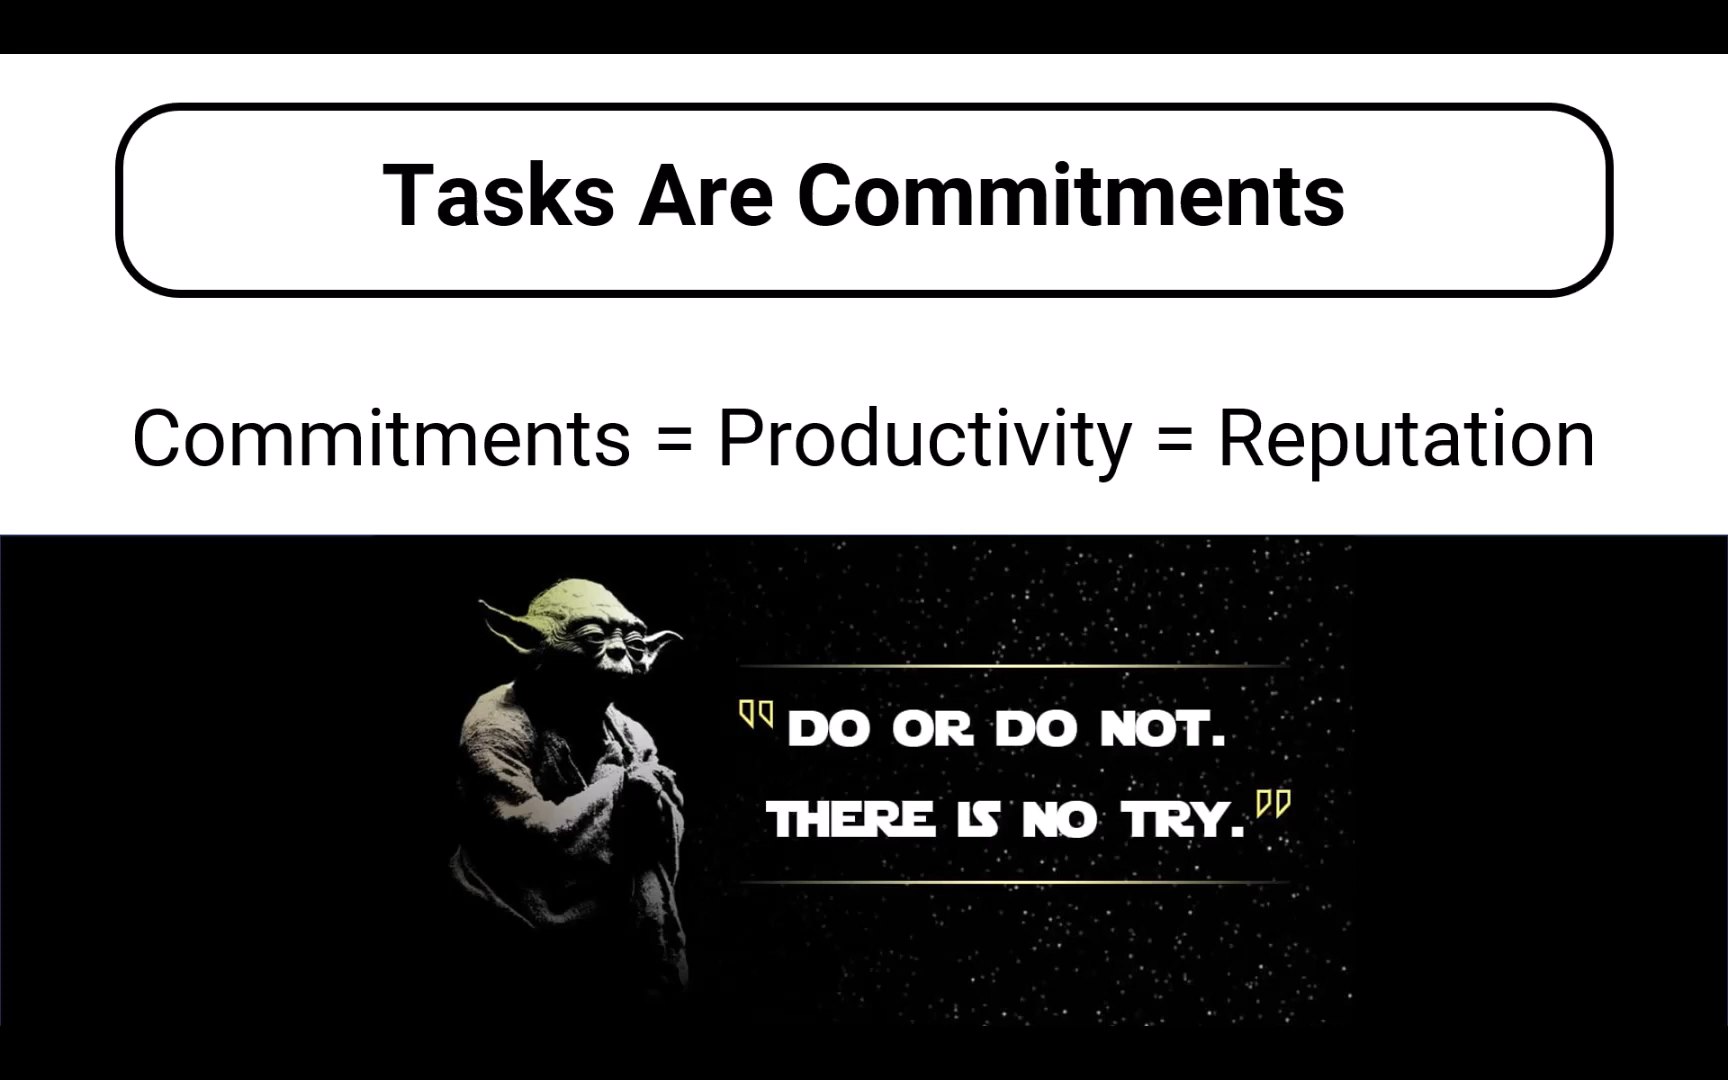 Tasks Are Commitments
Commitments = Productivity = Reputation
"DO OR DO NOT.
THERE IS NO TRY."